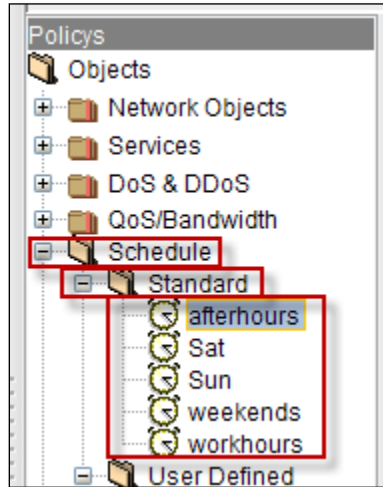 Policys
Objects
Network Objects
Services
DoS & DDoS
QoS/Bandwidth
Schedule
Standard
afterhours
Sat
Sun
weekends
workhours
User Defined